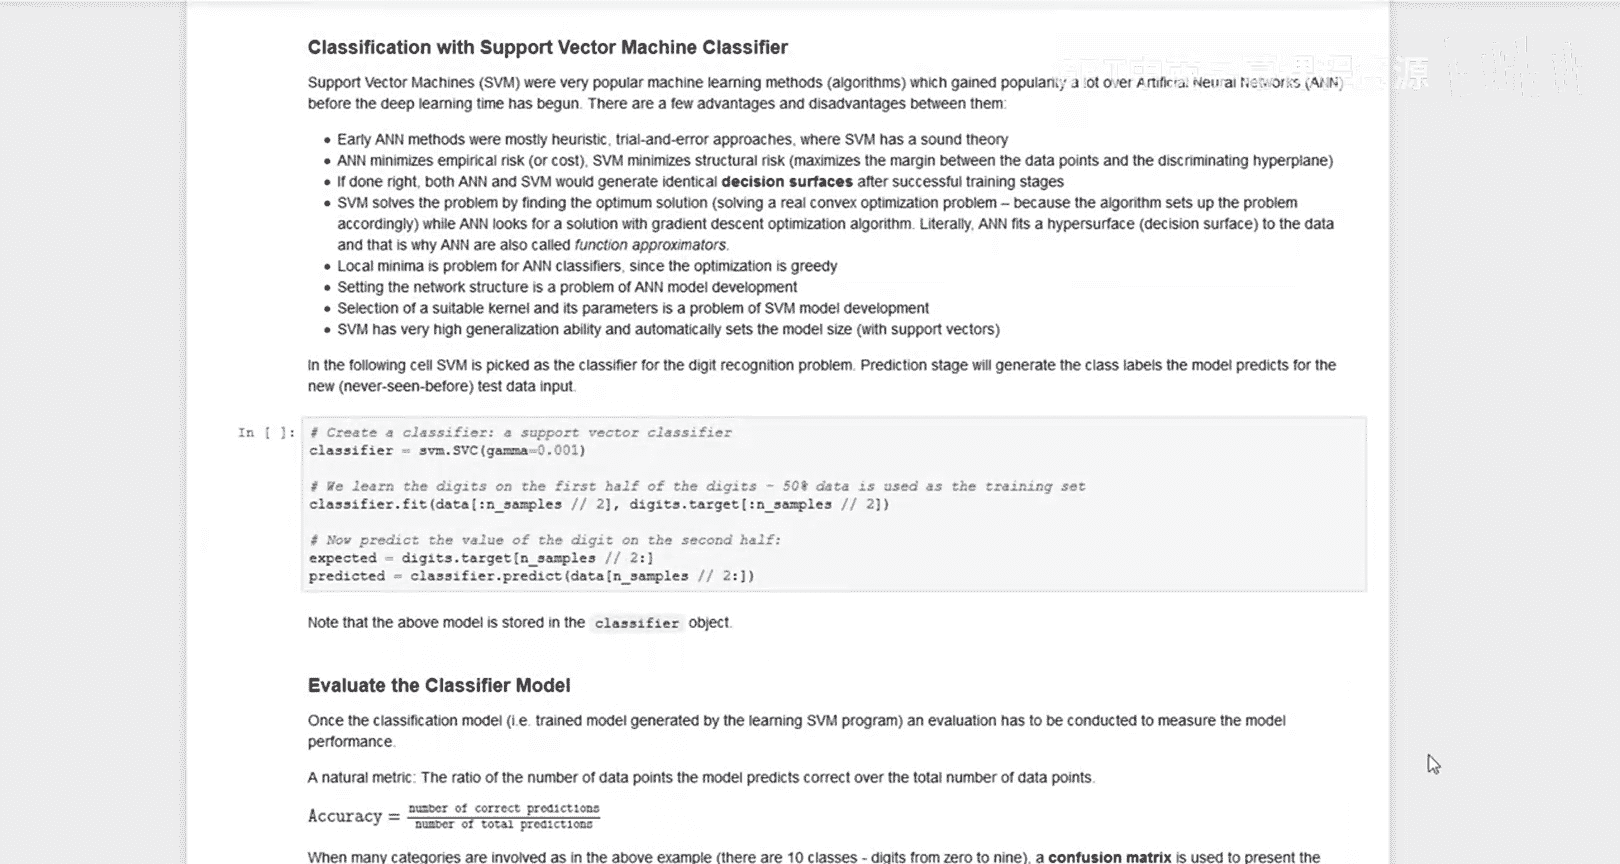 Classification with Support Vector Machine Classifier
Support Vector Machines (SVM) were very popular machine learning methods (algorithms) which gained popularity a lot over Artificial Neural Networks (ANN)
before the deep learning time has begun. There are a few advantages and disadvantages between them:
• Early ANN methods were mostly heuristic, trial-and-error approaches, where SVM has a sound theory
• ANN minimizes empirical risk (or cost), SVM minimizes structural risk (maximizes the margin between the data points and the discriminating hyperplane)
• If done right, both ANN and SVM would generate identical decision surfaces after successful training stages
• SVM solves the problem by finding the optimum solution (solving a real convex optimization problem – because the algorithm sets up the problem
accordingly) while ANN looks for a solution with gradient descent optimization algorithm. Literally, ANN fits a hypersurface (decision surface) to the data
and that is why ANN are also called function approximators.
• Local minima is problem for ANN classifiers, since the optimization is greedy
• Setting the network structure is a problem of ANN model development
• Selection of a suitable kernel and its parameters is a problem of SVM model development
• SVM has very high generalization ability and automatically sets the model size (with support vectors)
In the following cell SVM is picked as the classifier for the digit recognition problem. Prediction stage will generate the class labels the model predicts for the
new (never-seen-before) test data input.
In [ ]: # Create a classifier: a support vector classifier
classifier = svm.SVC(gamma=0.001)
# We learn the digits on the first half of the digits - 50% data is used as the training set
classifier.fit(data[:n_samples // 2], digits.target[:n_samples // 2])
# Now predict the value of the digit on the second half:
expected = digits.target[n_samples // 2:]
predicted = classifier.predict(data[n_samples // 2:])
Note that the above model is stored in the classifier object.
Evaluate the Classifier Model
Once the classification model (i.e. trained model generated by the learning SVM program) an evaluation has to be conducted to measure the model
performance.
A natural metric: The ratio of the number of data points the model predicts correct over the total number of data points.
Accuracy = number of correct predictions
number of total predictions
When many categories are involved as in the above example (there are 10 classes - digits from zero to nine), a confusion matrix is used to present the